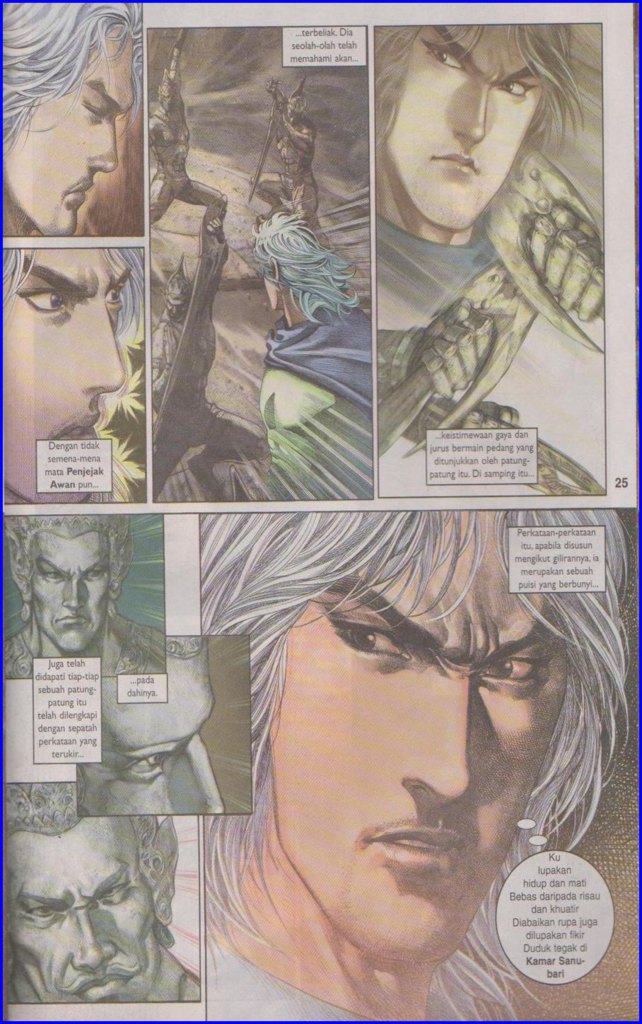 Dengan tidak
semena-mena
mata Penjejak
Awan pun...
...terbeliak. Dia
seolah-olah telah
memahami akan...
...keistimewaan gaya dan
jurus bermain pedang yang
ditunjukkan oleh patung-
patung itu. Di samping itu...
25
Juga telah
didapati tiap-tiap
sebuah patung-
patung itu
telah dilengkapi
dengan sepatah
perkataan yang
terukir...
...pada
dahinya.
Perkataan-perkataan
itu, apabila disusun
mengikut gilirannya, ia
merupakan sebuah
puisi yang berbunyi...
Ku
lupakan
hidup dan mati
Bebas daripada risau
dan khuatir
Diabaikan rupa juga
dilupakan fikir
Duduk tegak di
Kamar Sanu-
bari